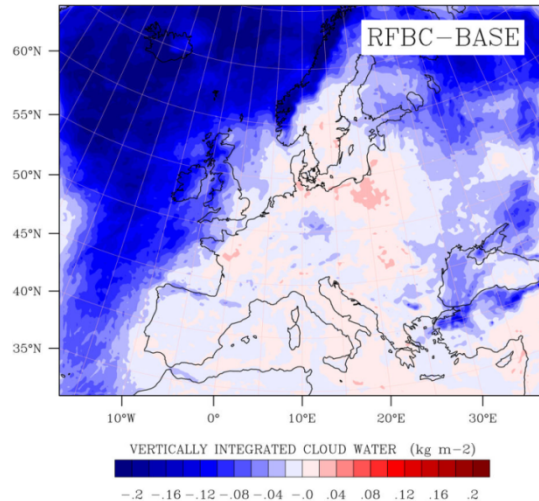 RFBC-BASE
60°N
55°N
50°N
45°N
40°N
35°N
10°W 0° 10°E 20°E 30°E
VERTICALLY INTEGRATED CLOUD WATER (kg m-2)
-.2 -.16 -.12 -.08 -.04 -.0 .04 .08 .12 .16 .2